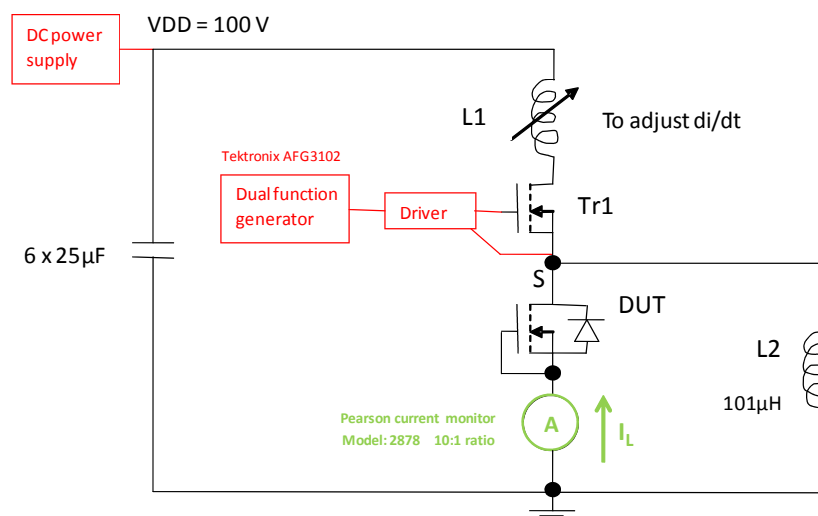 DC power
supply
VDD = 100 V
L1
To adjust di/dt
Tektronix AFG3102
Dual function
generator
Driver
Tr1
6 x 25µF
S
DUT
L2
101µH
Pearson current monitor
Model: 2878 10:1 ratio
A
IL